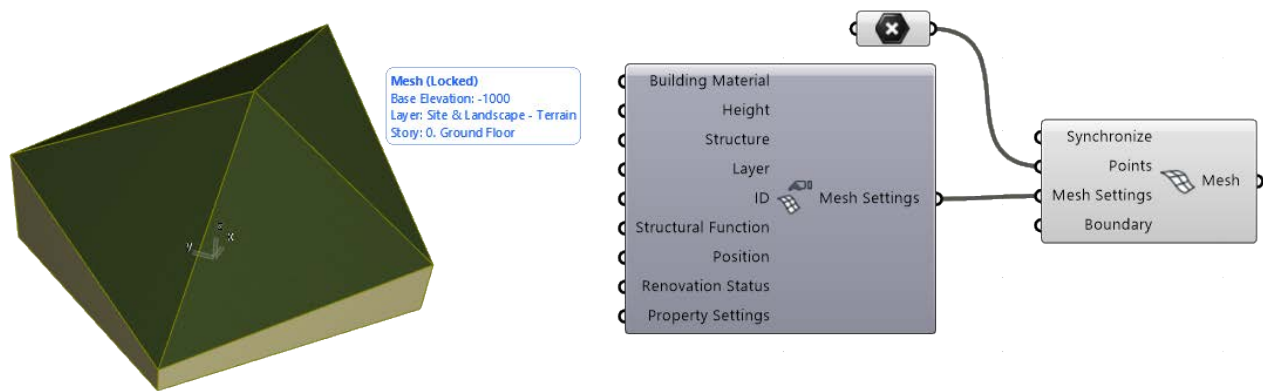 Mesh (Locked)
Base Elevation: -1000
Layer: Site & Landscape - Terrain
Story: 0. Ground Floor
z
y
x
Building Material
Height
Structure
Layer
ID
Structural Function
Position
Renovation Status
Property Settings
Mesh Settings
Synchronize
Points
Mesh Settings
Boundary
Mesh